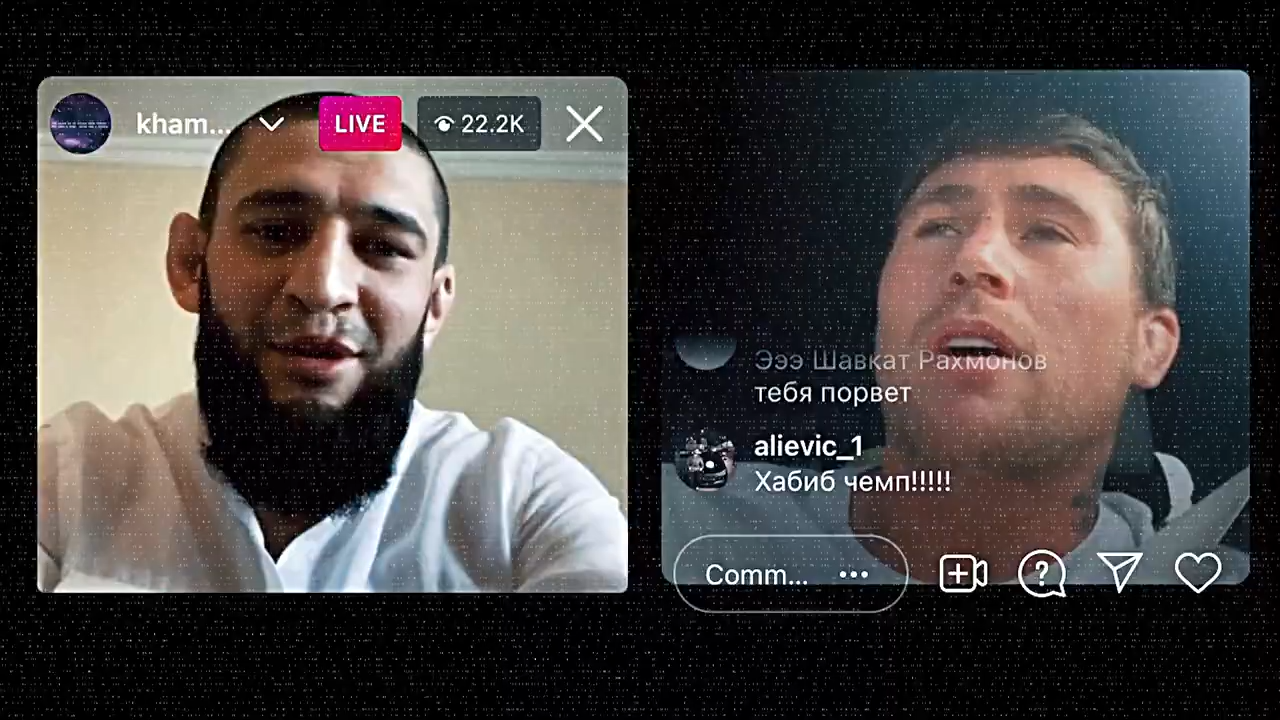 kham...
LIVE
22.2K
Эээ Шавкат Рахмонов
тебя порвет
alievic_1
Хабиб чемп!!!!!
Comm...